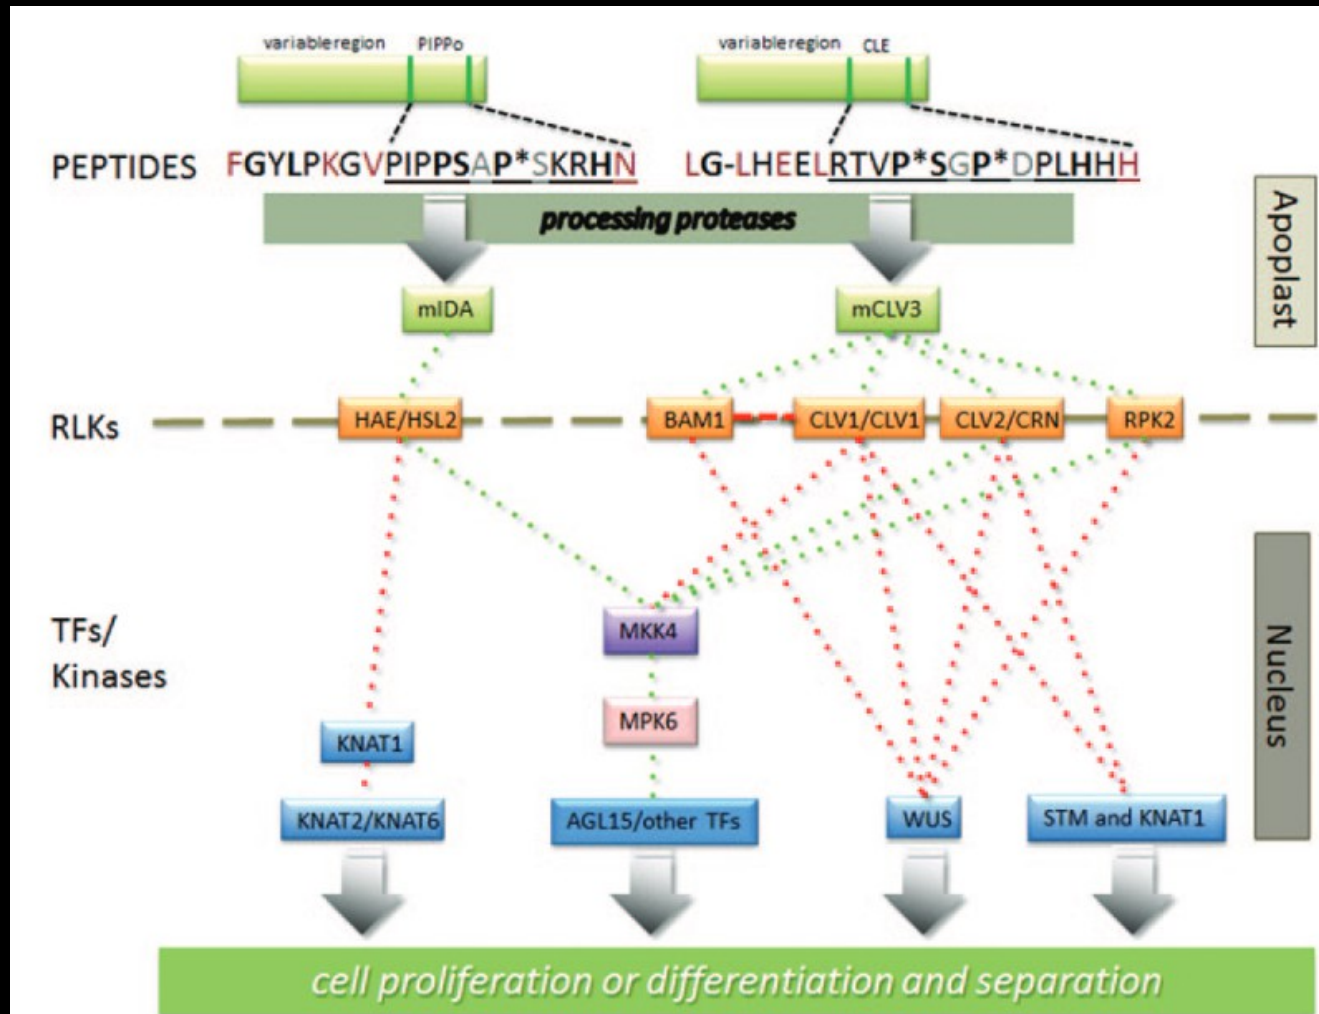 variableregion PIPPo variableregion CLE
PEPTIDES FGYLPKGVPIPPSAP*SKRHN LG-LHEELRTVP*SGP*DPLHHH
processing proteases
Apoplast
mIDA mCLV3
RLKs HAE/HSL2 BAM1 CLV1/CLV1 CLV2/CRN RPK2
Nucleus
TFs/
Kinases
MKK4
MPK6
KNAT1
KNAT2/KNAT6 AGL15/other TFs WUS STM and KNAT1
cell proliferation or differentiation and separation